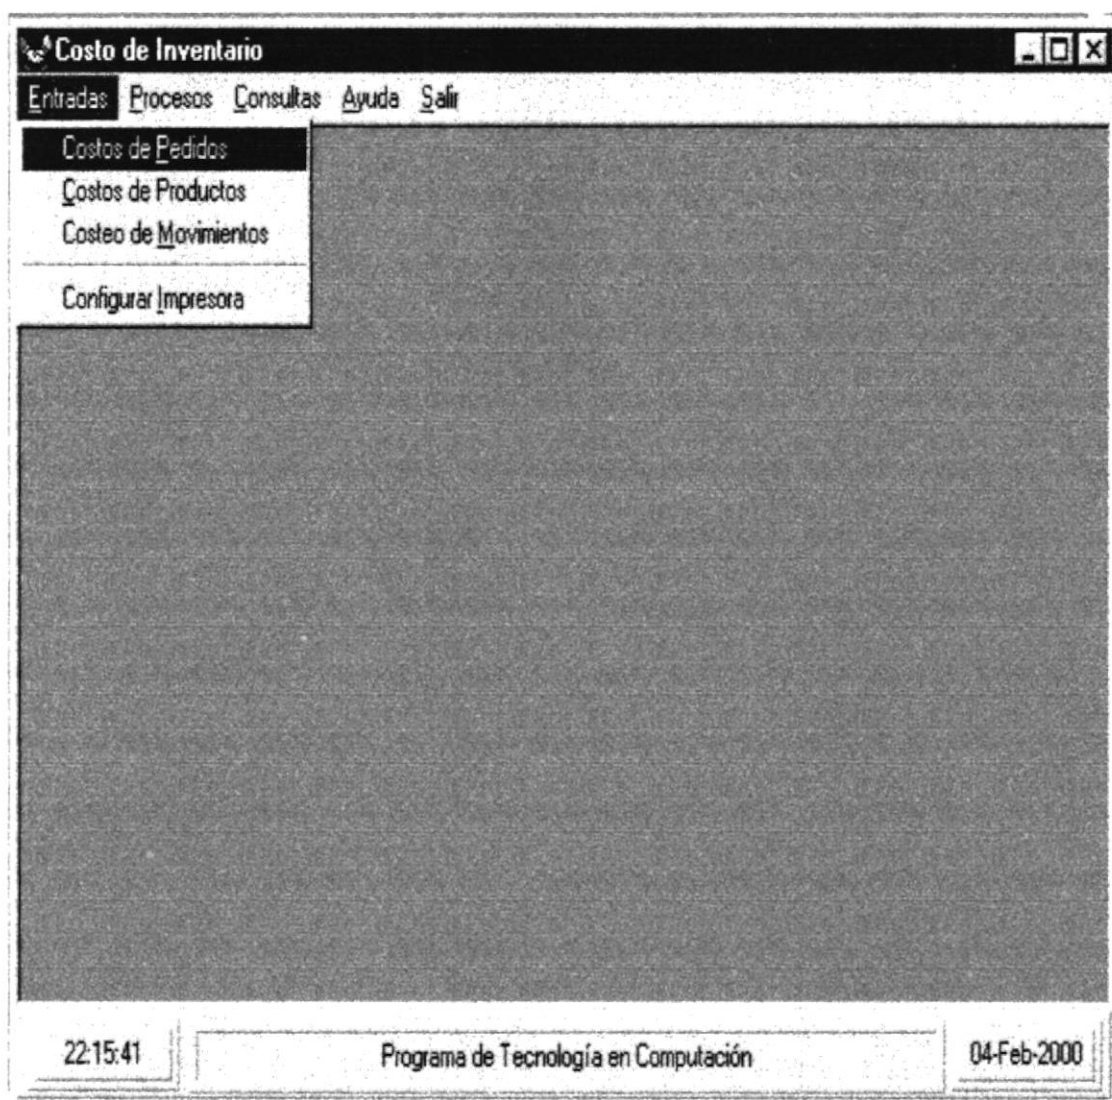 Costo de Inventario
Entradas Procesos Consultas Ayuda Salir
Costos de Pedidos
Costos de Productos
Costeo de Movimientos
Configurar Impresora
22:15:41 Programa de Tecnología en Computación 04-Feb-2000